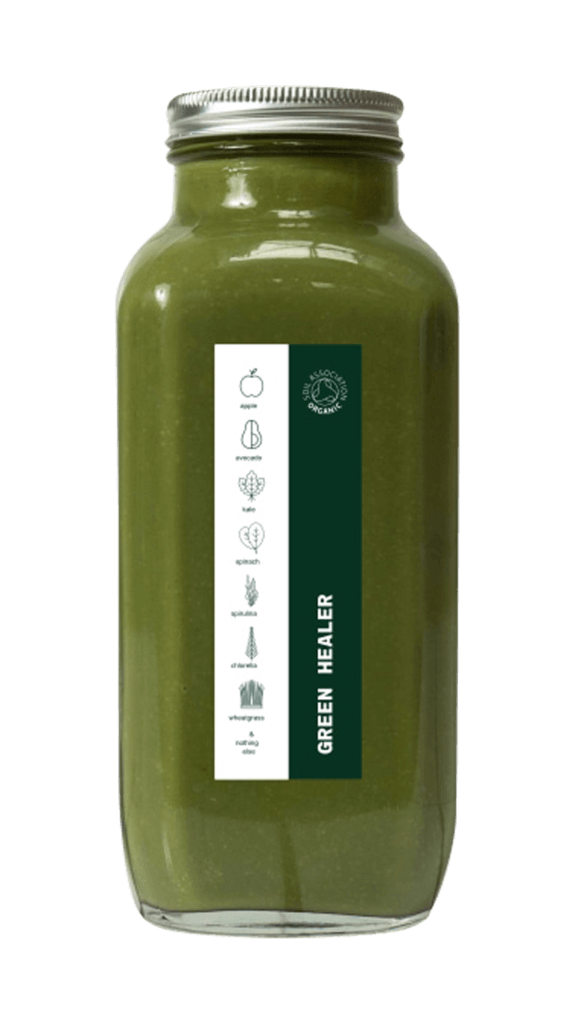 apple
avocado
kale
spinach
spirulina
chlorella
wheatgrass
&
nothing
else
SOIL ASSOCIATION
ORGANIC
GREEN HEALER